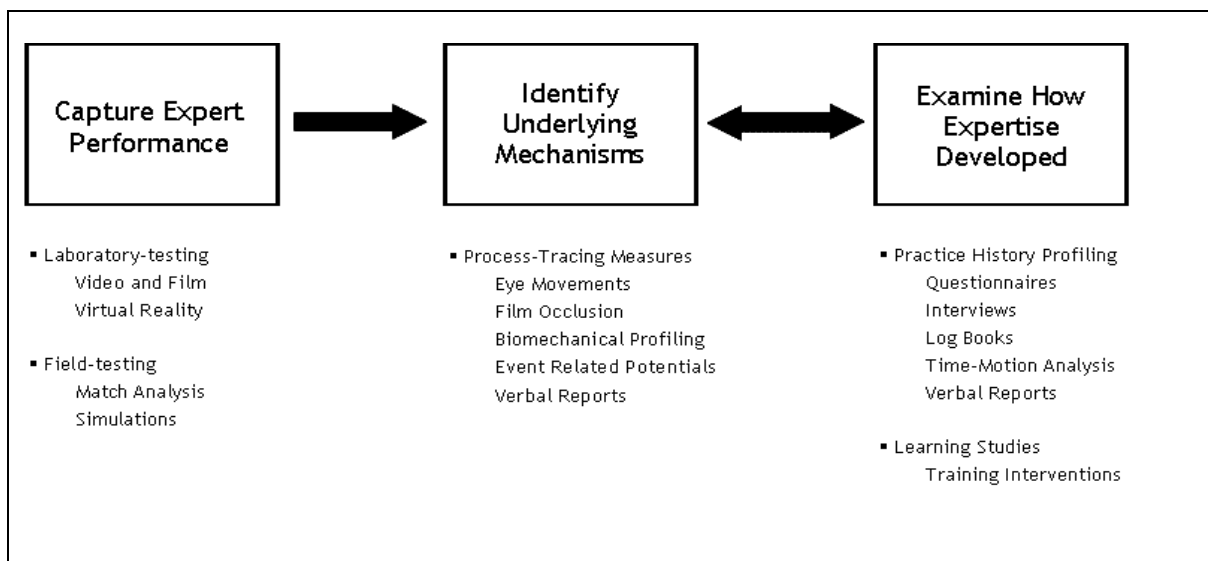 Capture Expert
Performance
Identify
Underlying
Mechanisms
Examine How
Expertise
Developed
▪ Laboratory-testing
Video and Film
Virtual Reality
▪ Field-testing
Match Analysis
Simulations
▪ Process-Tracing Measures
Eye Movements
Film Occlusion
Biomechanical Profiling
Event Related Potentials
Verbal Reports
▪ Practice History Profiling
Questionnaires
Interviews
Log Books
Time-Motion Analysis
Verbal Reports
▪ Learning Studies
Training Interventions